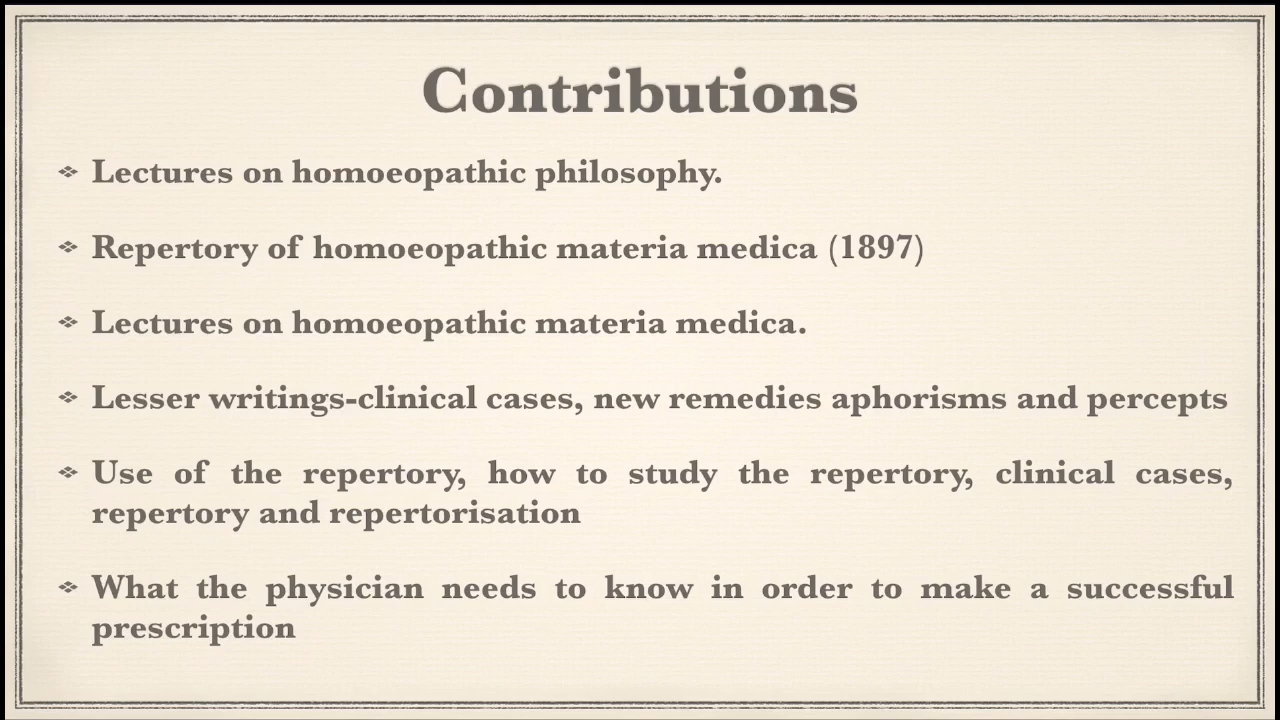 Contributions
Lectures on homoeopathic philosophy.
Repertory of homoeopathic materia medica (1897)
Lectures on homoeopathic materia medica.
Lesser writings-clinical cases, new remedies aphorisms and percepts
Use of the repertory, how to study the repertory, clinical cases,
repertory and repertorisation
What the physician needs to know in order to make a successful
prescription